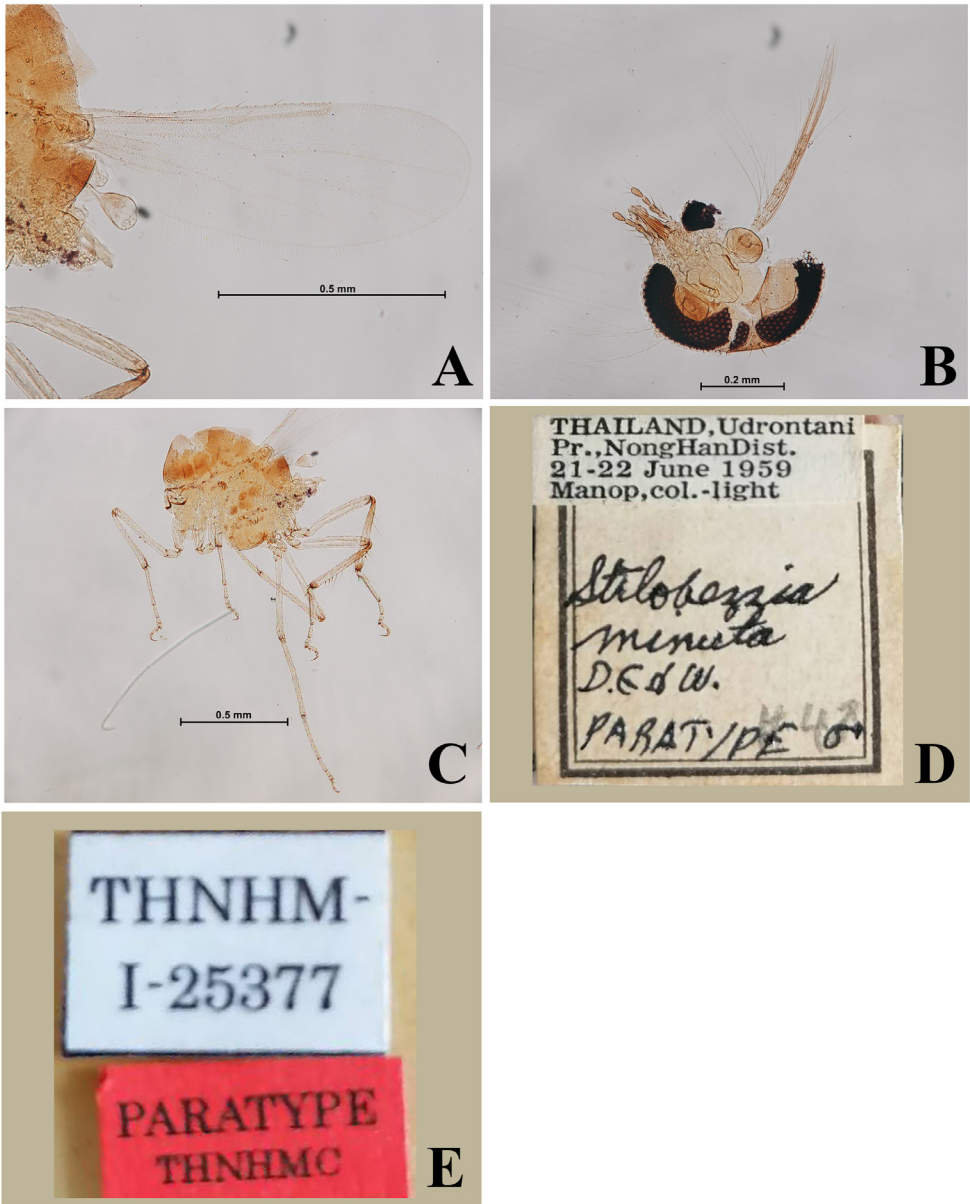 0.5 mm
A
0.2 mm
B
0.5 mm
C
THAILAND,Udrontani
Pr.,NongHanDist.
21-22 June 1959
Manop,col.-light
Stilobezzia
minuta
D.E & W.
PARATYPE ♂
D
THNHM-
I-25377
PARATYPE
THNHMC
E